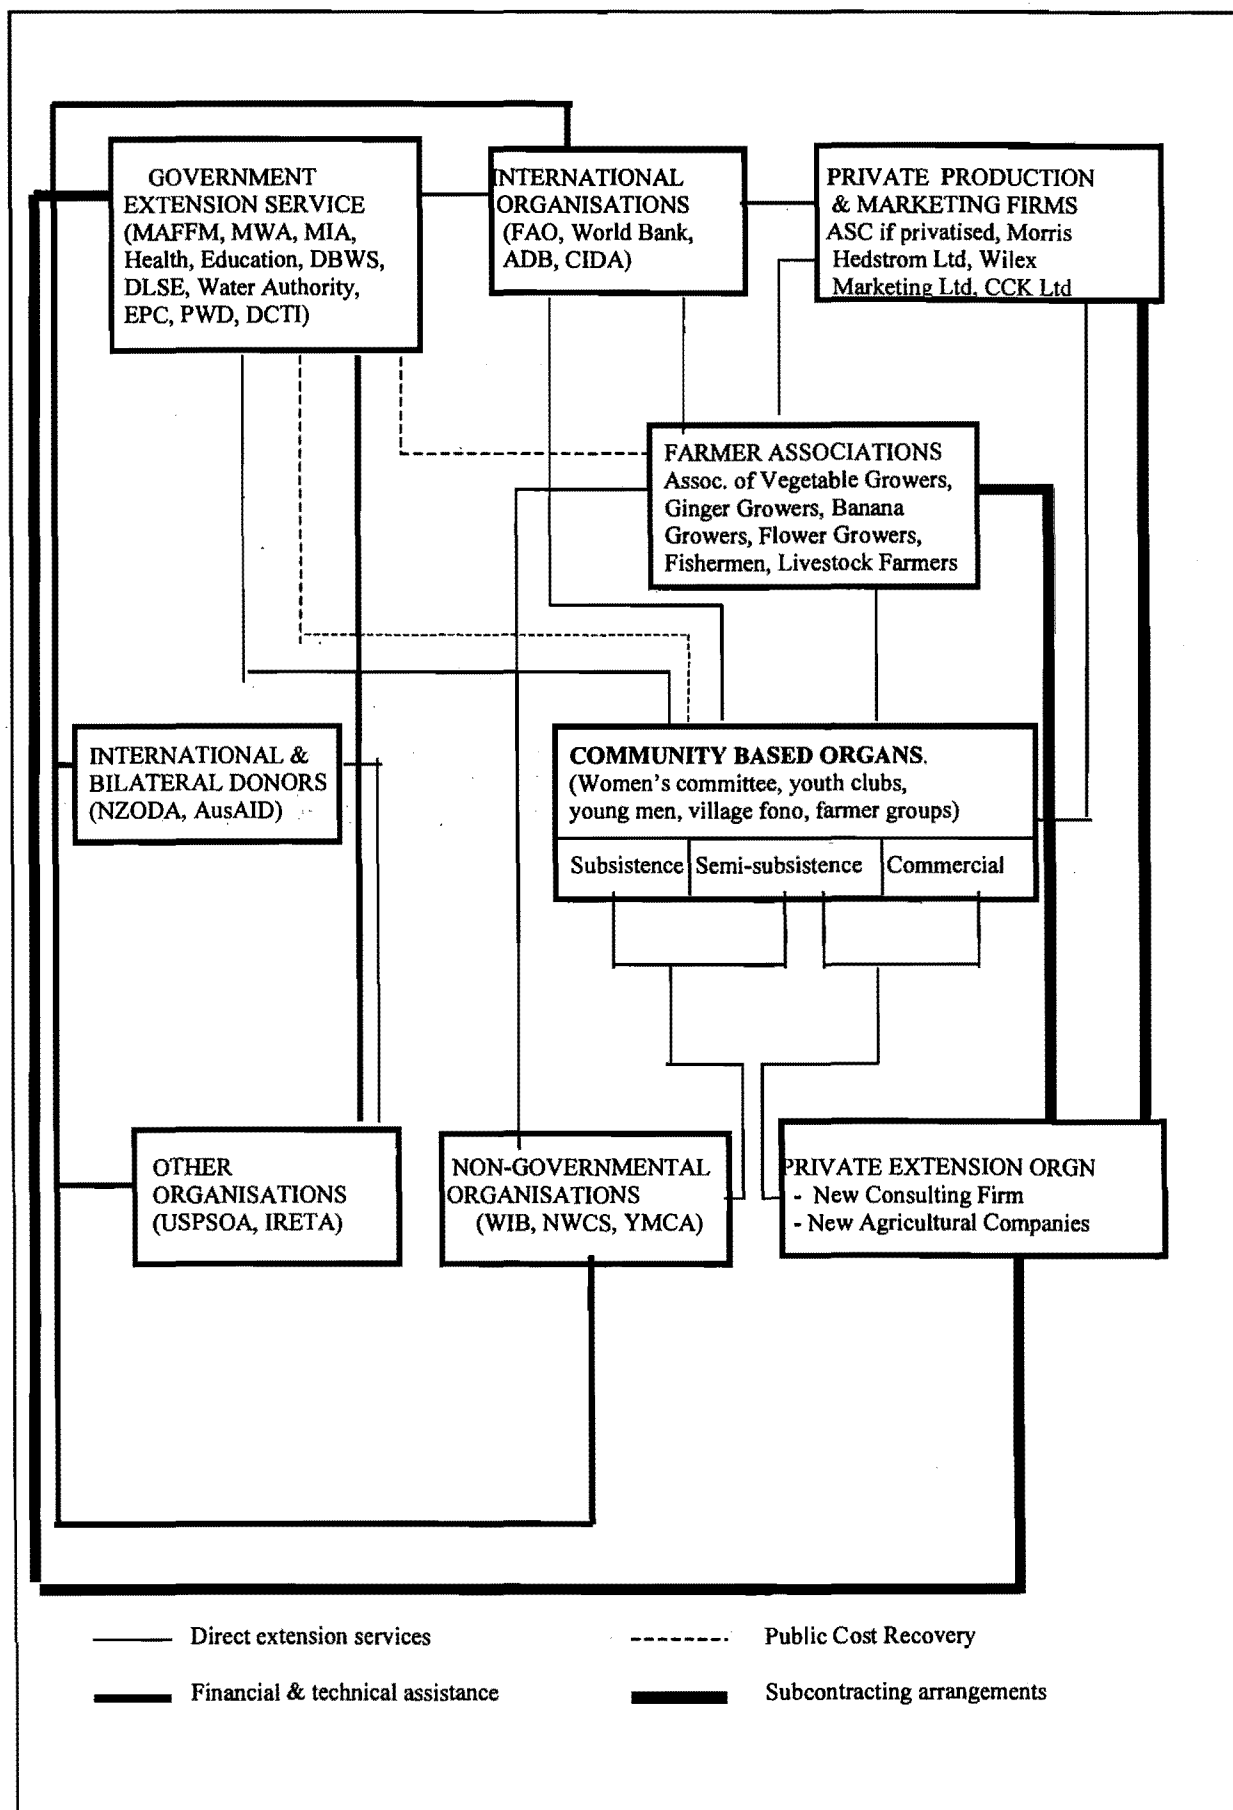 GOVERNMENT
EXTENSION SERVICE
(MAFFM, MWA, MIA,
Health, Education, DBWS,
DLSE, Water Authority,
EPC, PWD, DCTI)
INTERNATIONAL
ORGANISATIONS
(FAO, World Bank,
ADB, CIDA)
PRIVATE PRODUCTION
& MARKETING FIRMS
ASC if privatised, Morris
Hedstrom Ltd, Wilex
Marketing Ltd, CCK Ltd
FARMER ASSOCIATIONS
Assoc. of Vegetable Growers,
Ginger Growers, Banana
Growers, Flower Growers,
Fishermen, Livestock Farmers
INTERNATIONAL &
BILATERAL DONORS
(NZODA, AusAID)
COMMUNITY BASED ORGANS.
(Women's committee, youth clubs,
young men, village fono, farmer groups)
Subsistence Semi-subsistence Commercial
OTHER
ORGANISATIONS
(USPSOA, IRETA)
NON-GOVERNMENTAL
ORGANISATIONS
(WIB, NWCS, YMCA)
PRIVATE EXTENSION ORGN
- New Consulting Firm
- New Agricultural Companies
Direct extension services
Public Cost Recovery
Financial & technical assistance
Subcontracting arrangements